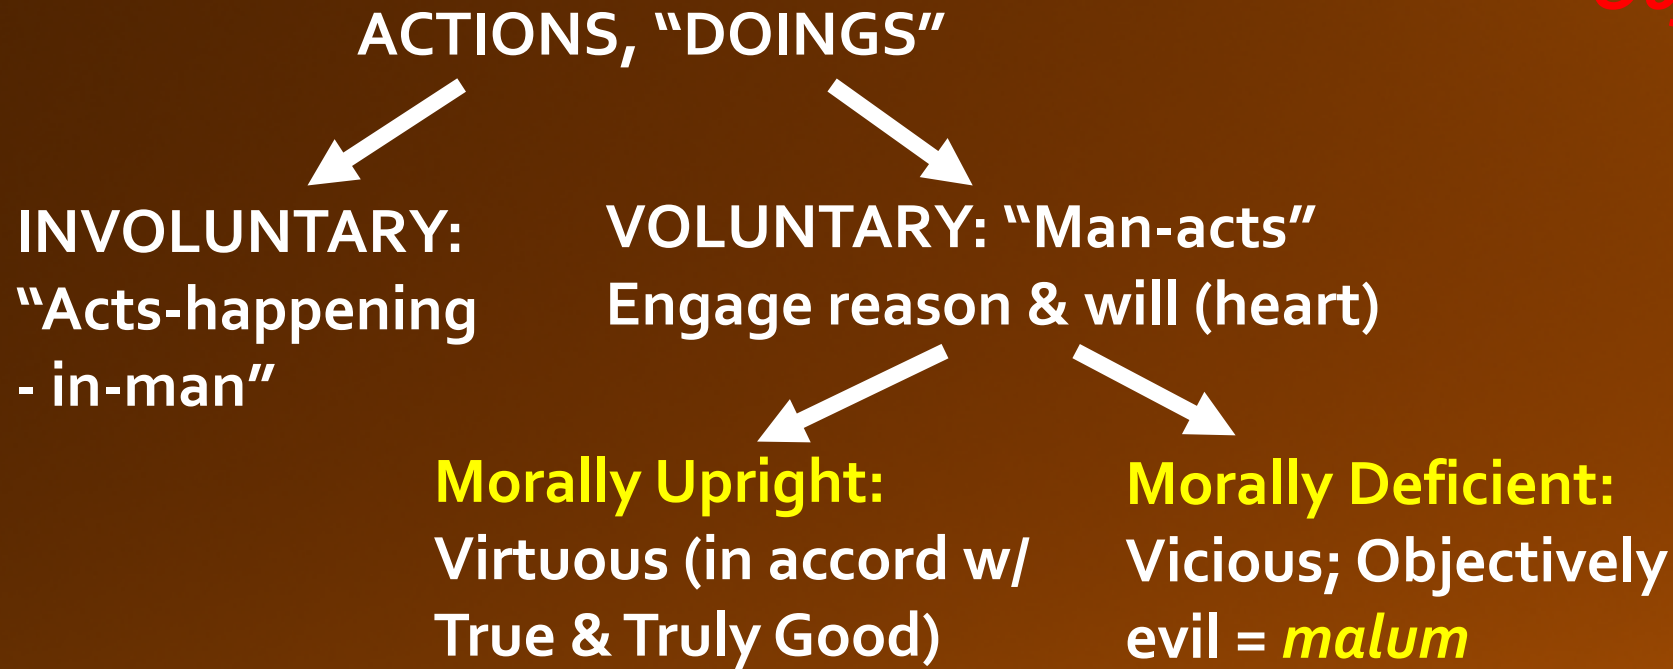 ACTIONS, “DOINGS”
INVOLUNTARY:
“Acts-happening
- in-man”
VOLUNTARY: “Man-acts”
Engage reason & will (heart)
Morally Upright:
Virtuous (in accord w/
True & Truly Good)
Morally Deficient:
Vicious; Objectively
evil = malum